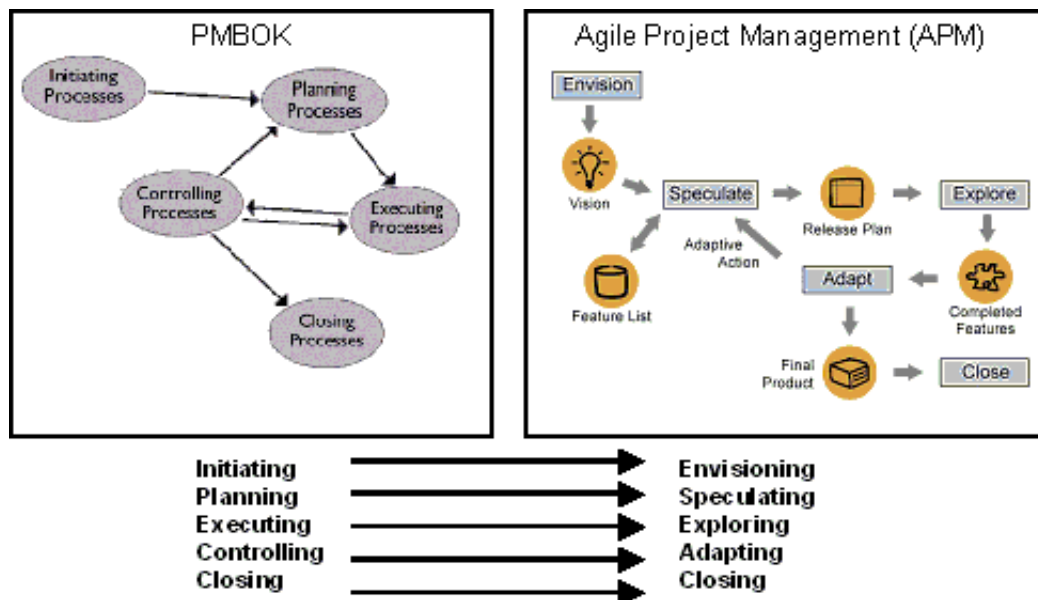 PMBOK
Initiating
Processes
Planning
Processes
Controlling
Processes
Executing
Processes
Closing
Processes
Agile Project Management (APM)
Envision
Vision
Speculate
Release Plan
Explore
Adaptive
Action
Feature List
Adapt
Completed
Features
Final
Product
Close
Initiating
Planning
Executing
Controlling
Closing
Envisioning
Speculating
Exploring
Adapting
Closing